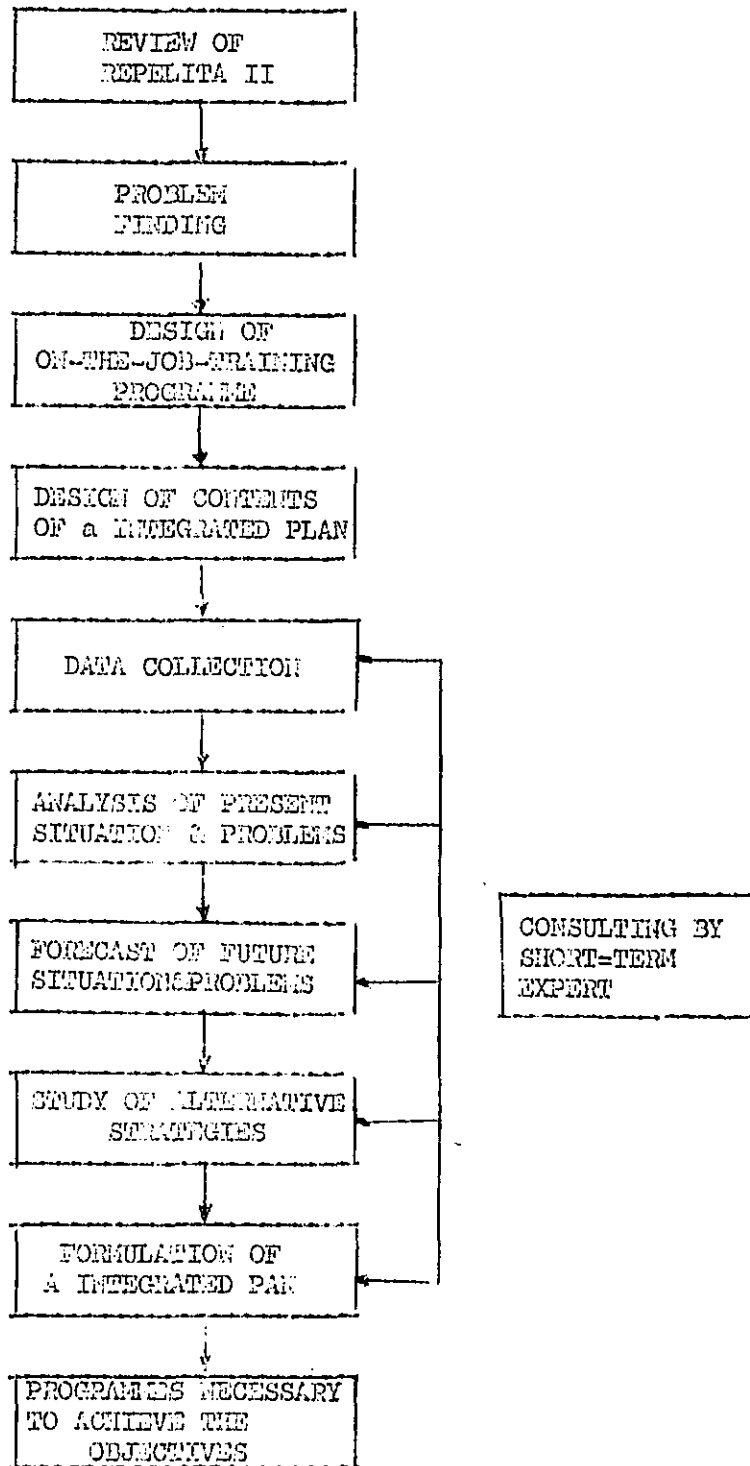 REVIEW OF
REPELITA II
PROBLEM
FINDING
DESIGN OF
ON-THE-JOB-TRAINING
PROGRAMME
DESIGN OF CONTENTS
OF a INTEGRATED PLAN
DATA COLLECTION
ANALYSIS OF PRESENT
SITUATION & PROBLEMS
FORECAST OF FUTURE
SITUATION&PROBLEMS
CONSULTING BY
SHORT=TERM
EXPERT
STUDY OF ALTERNATIVE
STRATEGIES
FORMULATION OF
A INTEGRATED PAN
PROGRAMMES NECESSARY
TO ACHIEVE THE
OBJECTIVES